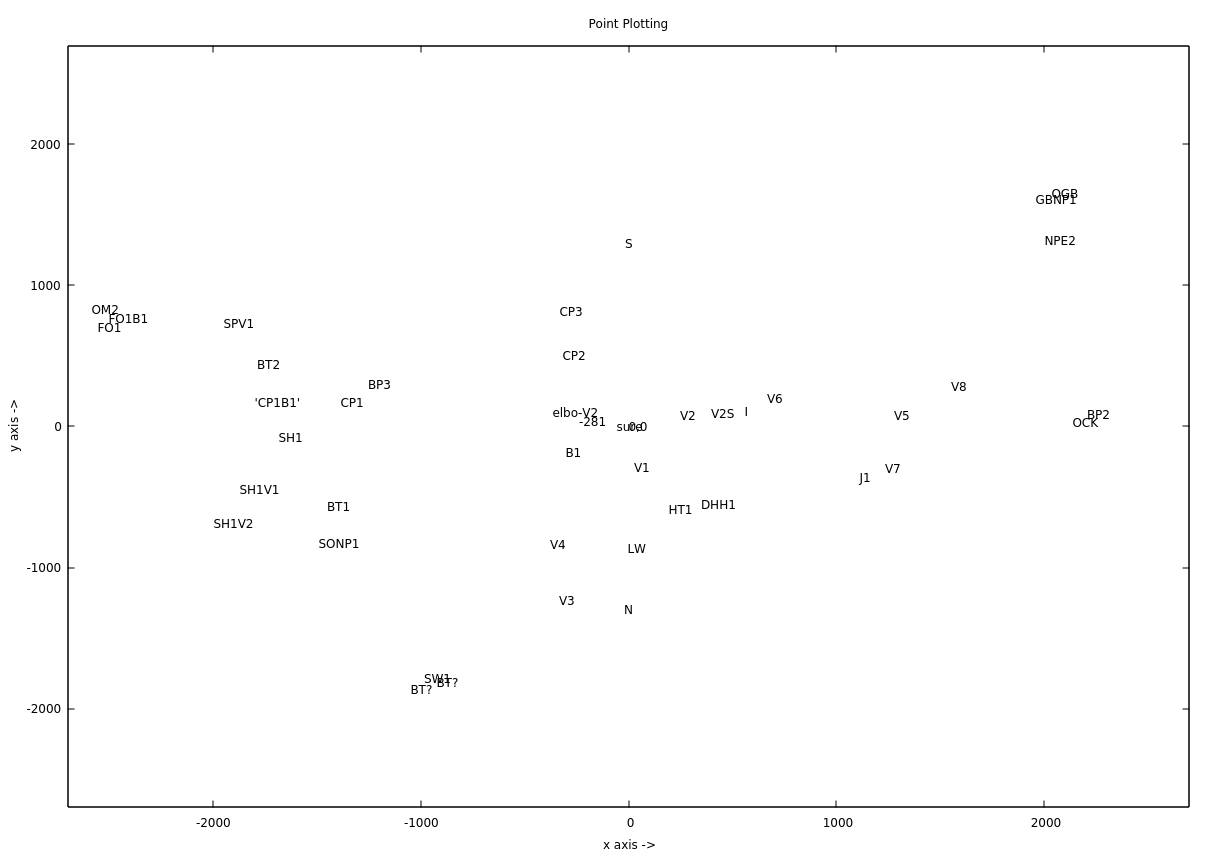 Point Plotting
2000
OGB
GBNP1
NPE2
S
1000
OM2
CP3
FO1B1
SPV1
FO1
CP2
BT2
BP3
V8
V6
'CP1B1'
CP1
elbo-V2
I
V2S
BP2
V2
V5
-281
OCK
0
sure
0,0
SH1
B1
V1
V7
J1
SH1V1
DHH1
BT1
HT1
SH1V2
SONP1
V4
LW
-1000
V3
N
SW1
BT?
BT?
-2000
-2000
-1000
0
1000
2000
x axis ->
y axis ->